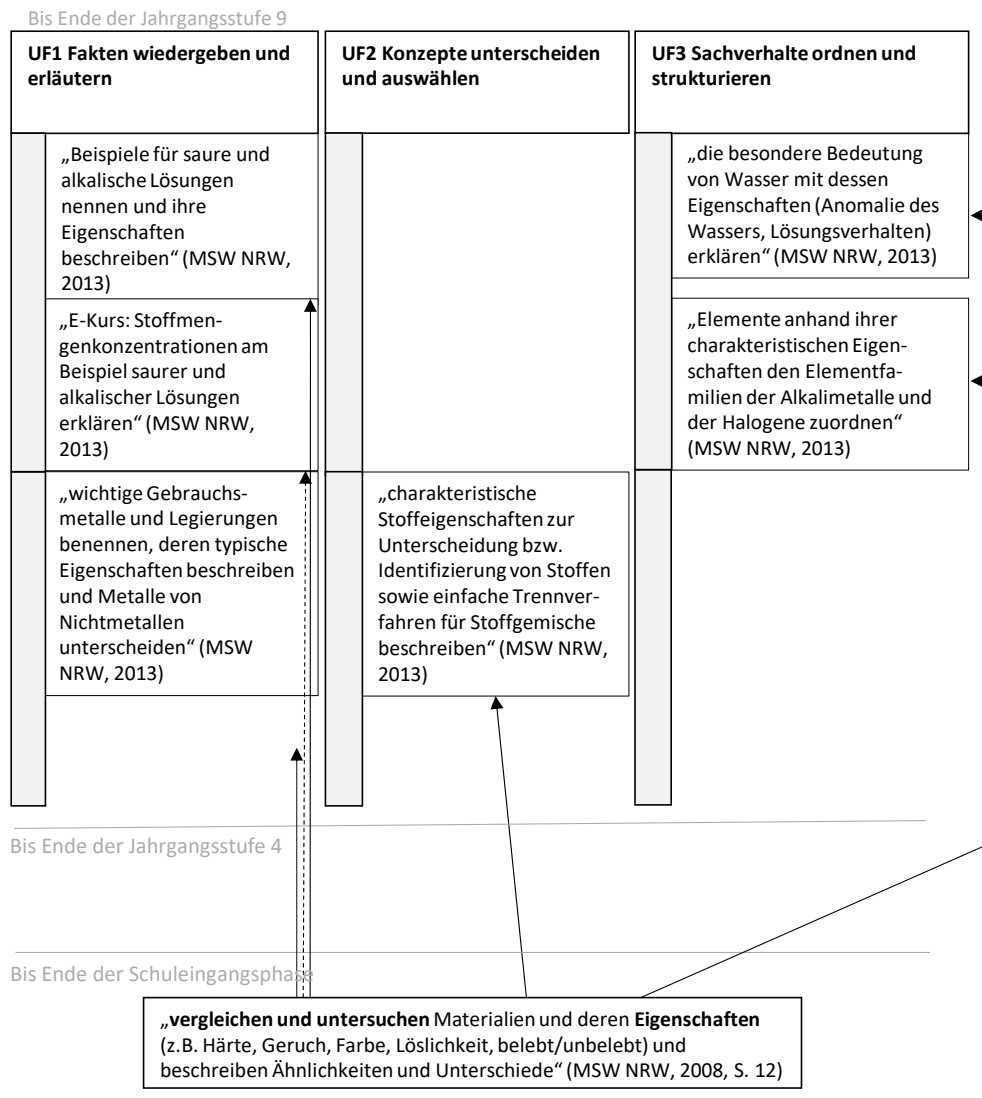 Bis Ende der Jahrgangsstufe 9
UF1 Fakten wiedergeben und
erläutern
UF2 Konzepte unterscheiden
und auswählen
UF3 Sachverhalte ordnen und
strukturieren
„Beispiele für saure und
alkalische Lösungen
nennen und ihre
Eigenschaften
beschreiben“ (MSW NRW,
2013)
„die besondere Bedeutung
von Wasser mit dessen
Eigenschaften (Anomalie des
Wassers, Lösungsverhalten)
erklären“ (MSW NRW, 2013)
„E-Kurs: Stoffmen-
genkonzentrationen am
Beispiel saurer und
alkalischer Lösungen
erklären“ (MSW NRW,
2013)
„Elemente anhand ihrer
charakteristischen Eigen-
schaften den Elementfa-
milien der Alkalimetalle und
der Halogene zuordnen“
(MSW NRW, 2013)
„wichtige Gebrauchs-
metalle und Legierungen
benennen, deren typische
Eigenschaften beschreiben
und Metalle von
Nichtmetallen
unterscheiden“ (MSW
NRW, 2013)
„charakteristische
Stoffeigenschaften zur
Unterscheidung bzw.
Identifizierung von Stoffen
sowie einfache Trennver-
fahren für Stoffgemische
beschreiben“ (MSW NRW,
2013)
Bis Ende der Jahrgangsstufe 4
Bis Ende der Schuleingangsphase
„vergleichen und untersuchen Materialien und deren Eigenschaften
(z.B. Härte, Geruch, Farbe, Löslichkeit, belebt/unbelebt) und
beschreiben Ähnlichkeiten und Unterschiede“ (MSW NRW, 2008, S. 12)